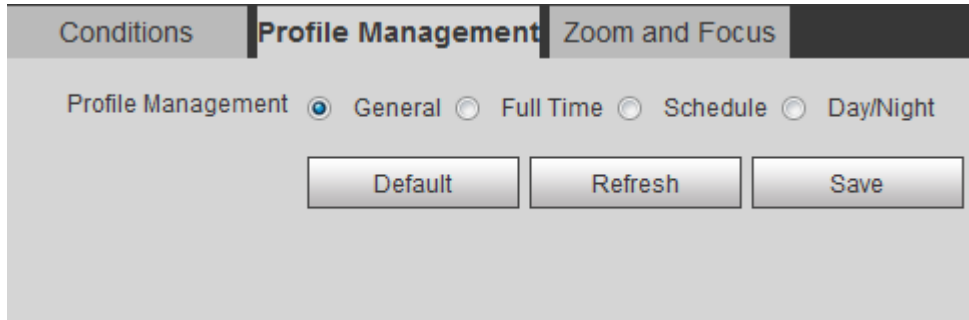 Conditions Profile Management Zoom and Focus
Profile Management General Full Time Schedule Day/Night
Default Refresh Save